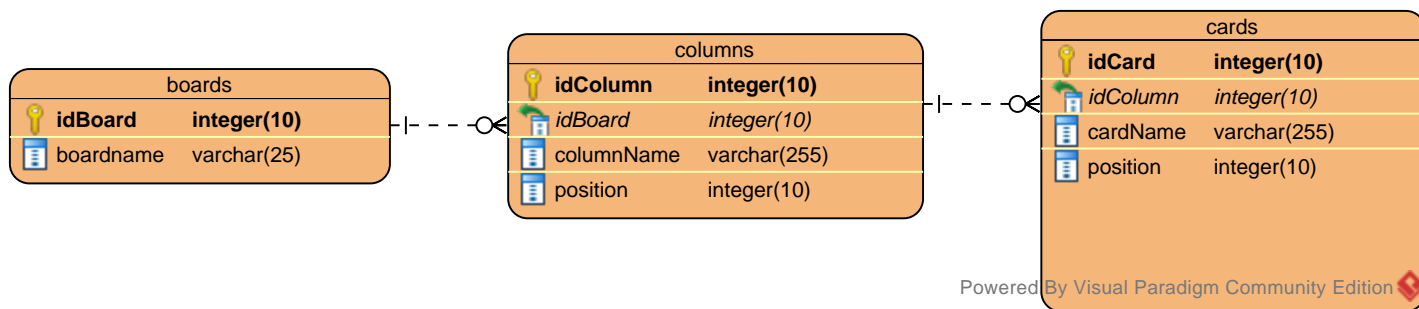 boards
idBoard integer(10)
boardname varchar(25)
columns
idColumn integer(10)
idBoard integer(10)
columnName varchar(255)
position integer(10)
cards
idCard integer(10)
idColumn integer(10)
cardName varchar(255)
position integer(10)
Powered By Visual Paradigm Community Edition